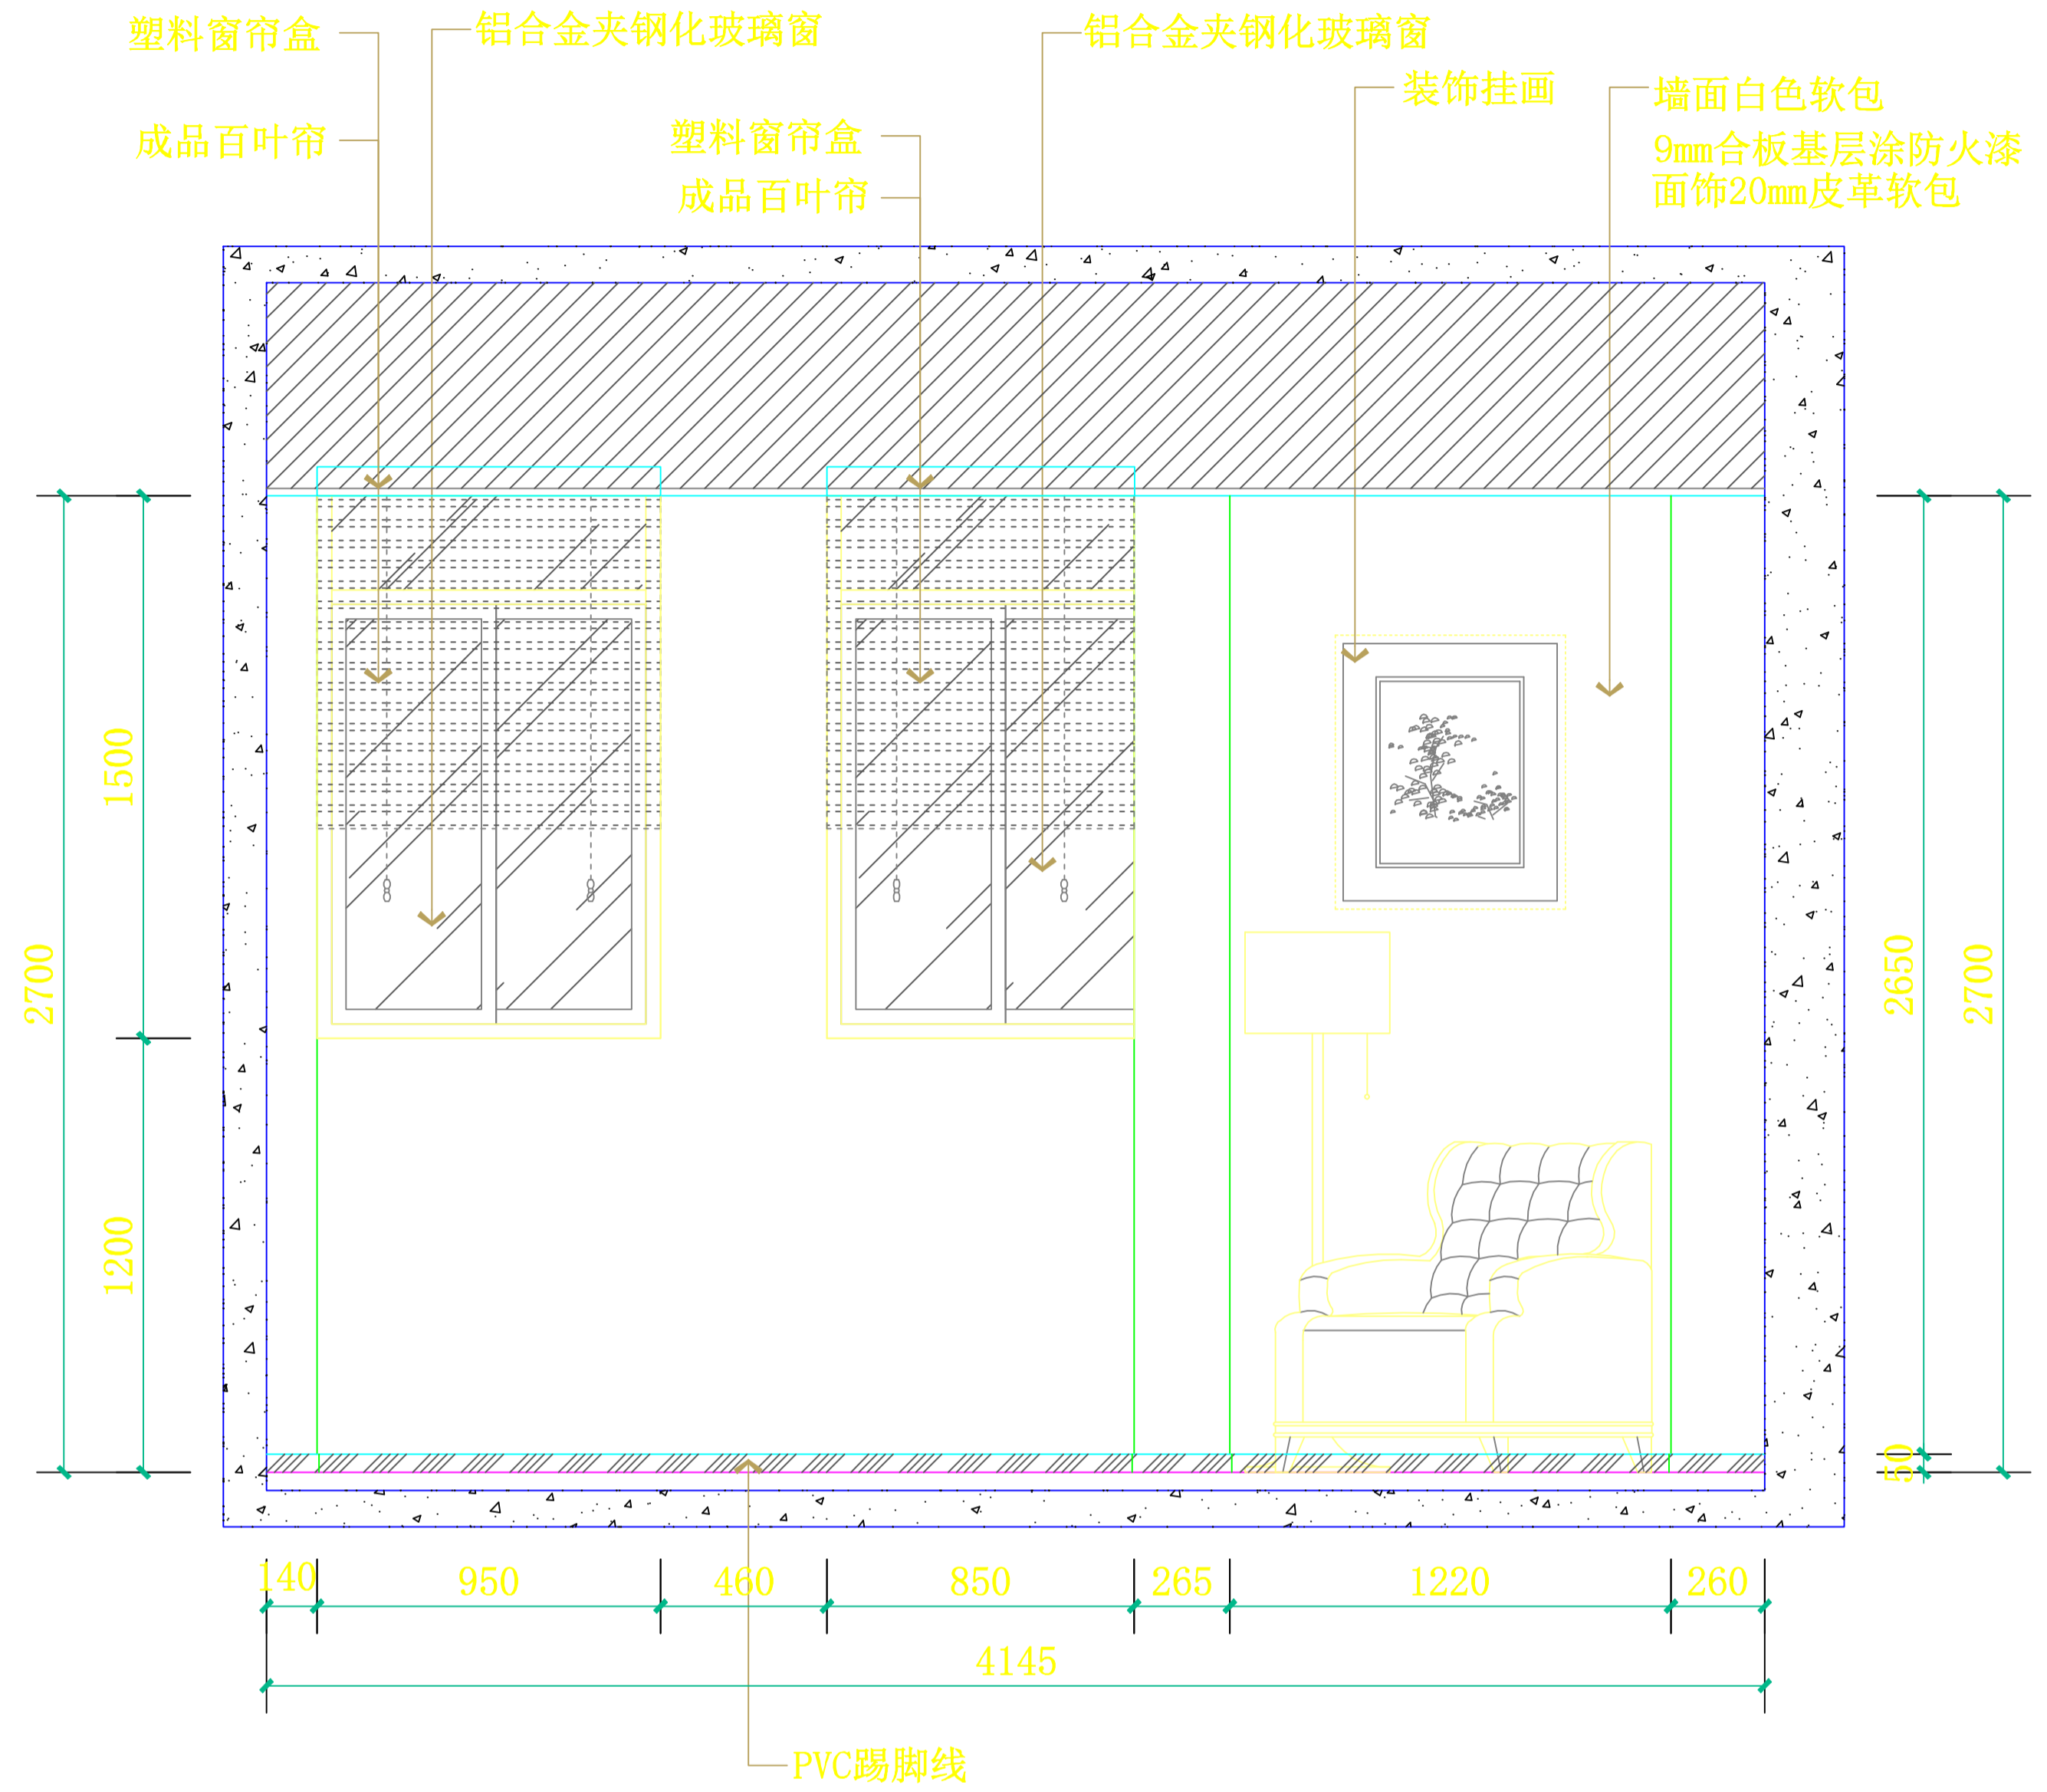 塑料窗帘盒
铝合金夹钢化玻璃窗
铝合金夹钢化玻璃窗
装饰挂画
墙面白色软包
成品百叶帘
塑料窗帘盒
9mm合板基层涂防火漆
成品百叶帘
面饰20mm皮革软包
1500
2700
1200
2650
2700
50
140
950
460
850
265
1220
260
4145
PVC踢脚线